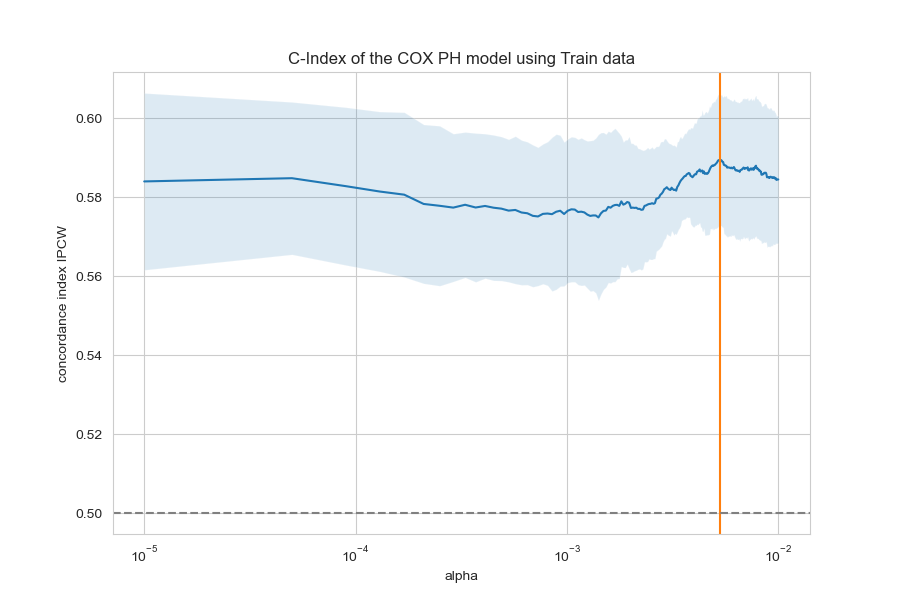 C-Index of the COX PH model using Train data
concordance index IPCW
0.60
0.58
0.56
0.54
0.52
0.50
10⁻⁵ 10⁻⁴ 10⁻³ 10⁻²
alpha